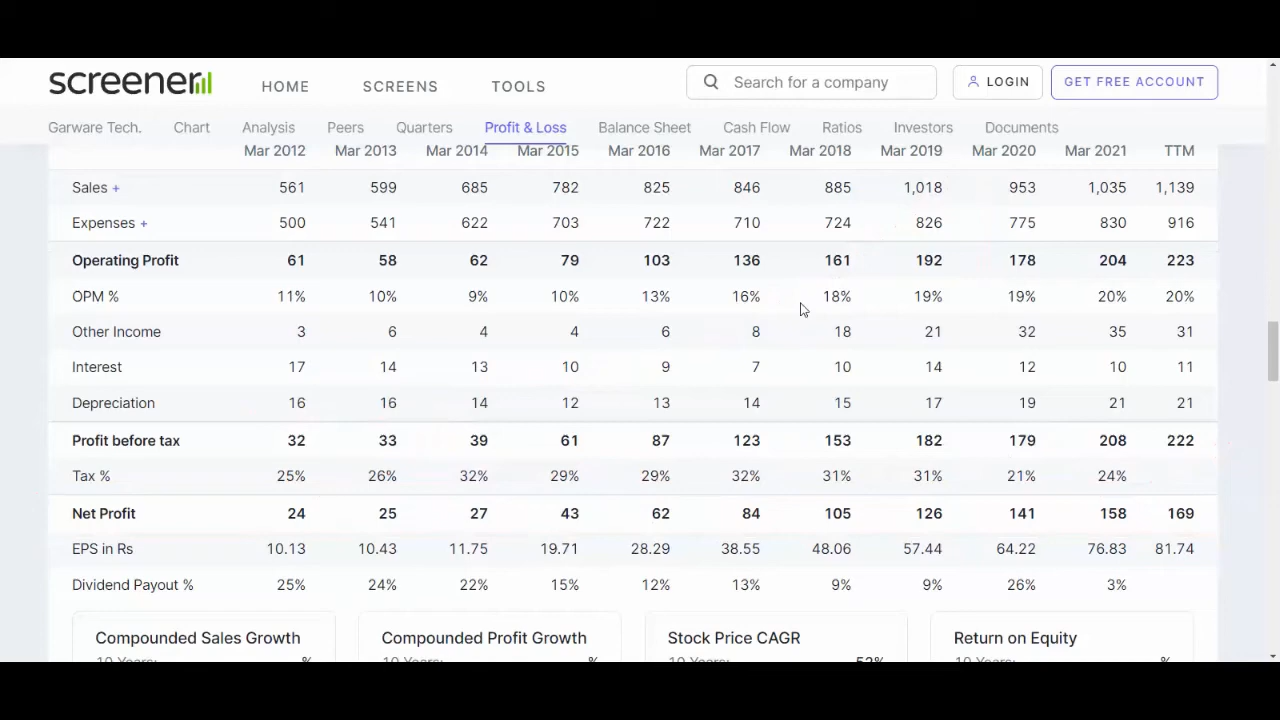 screener HOME SCREENS TOOLS Search for a company LOGIN GET FREE ACCOUNT
Garware Tech. Chart Analysis Peers Quarters Profit & Loss Balance Sheet Cash Flow Ratios Investors Documents
Mar 2012 Mar 2013 Mar 2014 Mar 2015 Mar 2016 Mar 2017 Mar 2018 Mar 2019 Mar 2020 Mar 2021 TTM
Sales + 561 599 685 782 825 846 885 1,018 953 1,035 1,139
Expenses + 500 541 622 703 722 710 724 826 775 830 916
Operating Profit 61 58 62 79 103 136 161 192 178 204 223
OPM % 11% 10% 9% 10% 13% 16% 18% 19% 19% 20% 20%
Other Income 3 6 4 4 6 8 18 21 32 35 31
Interest 17 14 13 10 9 7 10 14 12 10 11
Depreciation 16 16 14 12 13 14 15 17 19 21 21
Profit before tax 32 33 39 61 87 123 153 182 179 208 222
Tax % 25% 26% 32% 29% 29% 32% 31% 31% 21% 24%
Net Profit 24 25 27 43 62 84 105 126 141 158 169
EPS in Rs 10.13 10.43 11.75 19.71 28.29 38.55 48.06 57.44 64.22 76.83 81.74
Dividend Payout % 25% 24% 22% 15% 12% 13% 9% 9% 26% 3%
Compounded Sales Growth Compounded Profit Growth Stock Price CAGR Return on Equity
10 Years: % 10 Years: % 10 Years: 52% 10 Years: %